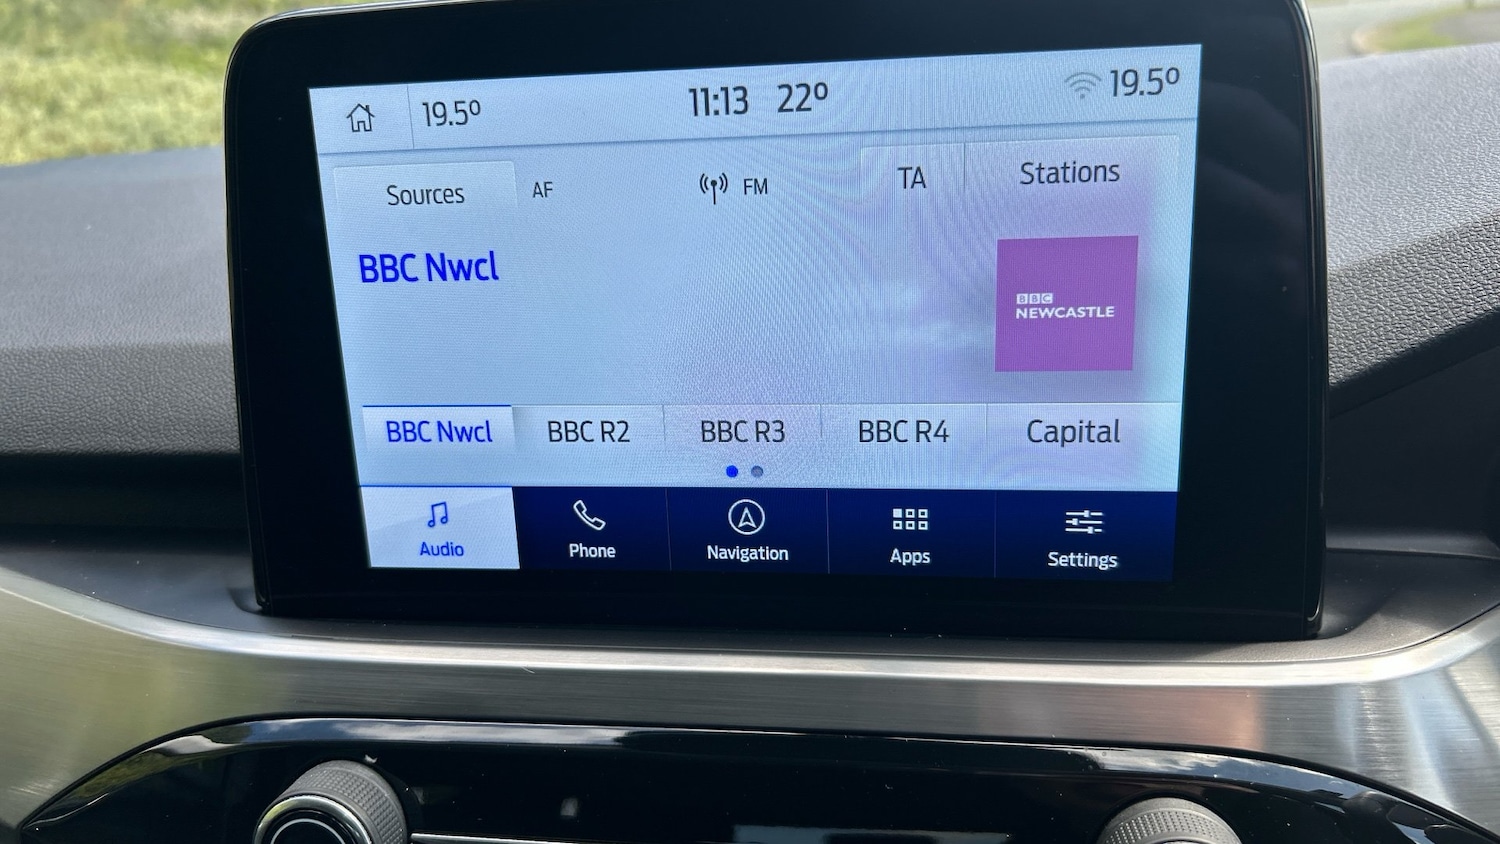 19.5º 11:13 22º 19.5º
Sources AF FM TA Stations
BBC Nwcl
BBC
NEWCASTLE
BBC Nwcl BBC R2 BBC R3 BBC R4 Capital
Audio Phone Navigation Apps Settings